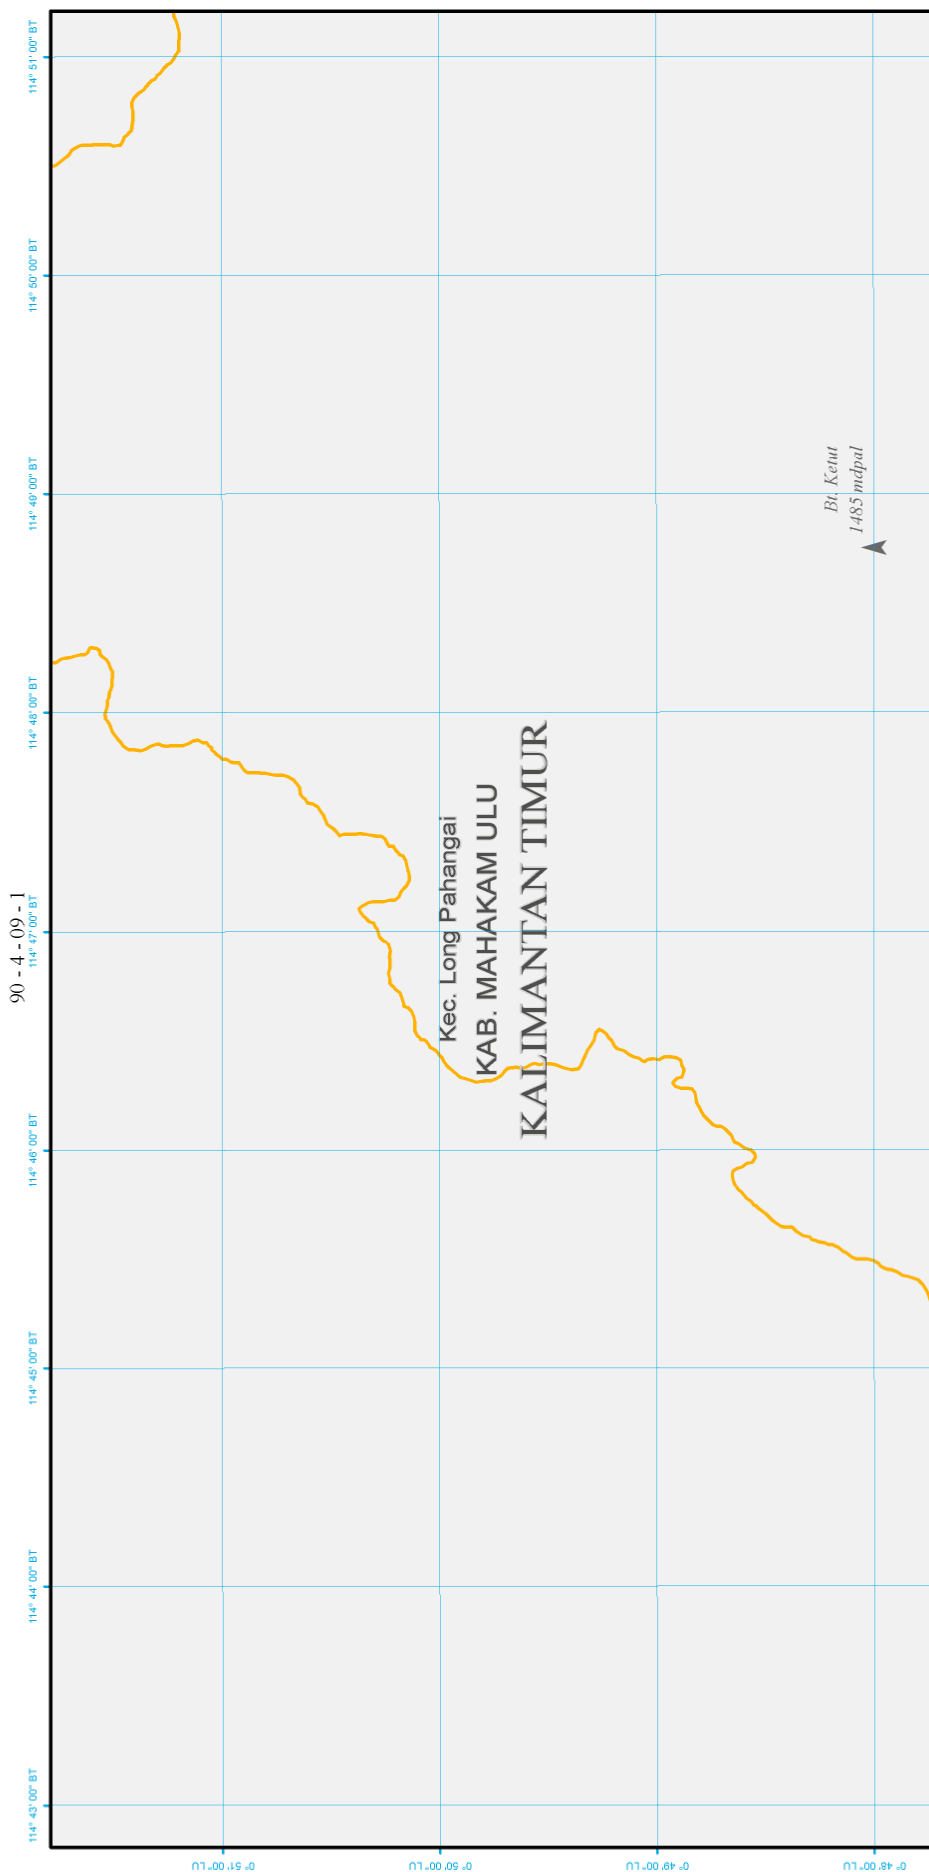 90 - 4 - 09 - 1
114° 43' 00" BT
114° 44' 00" BT
114° 45' 00" BT
114° 46' 00" BT
114° 47' 00" BT
114° 48' 00" BT
114° 49' 00" BT
114° 50' 00" BT
114° 51' 00" BT
0° 51' 00" LU
0° 50' 00" LU
0° 49' 00" LU
0° 48' 00" LU
Kec. Long Pahangai
KAB. MAHAKAM ULU
KALIMANTAN TIMUR
Bt. Ketut
1485 mdpal